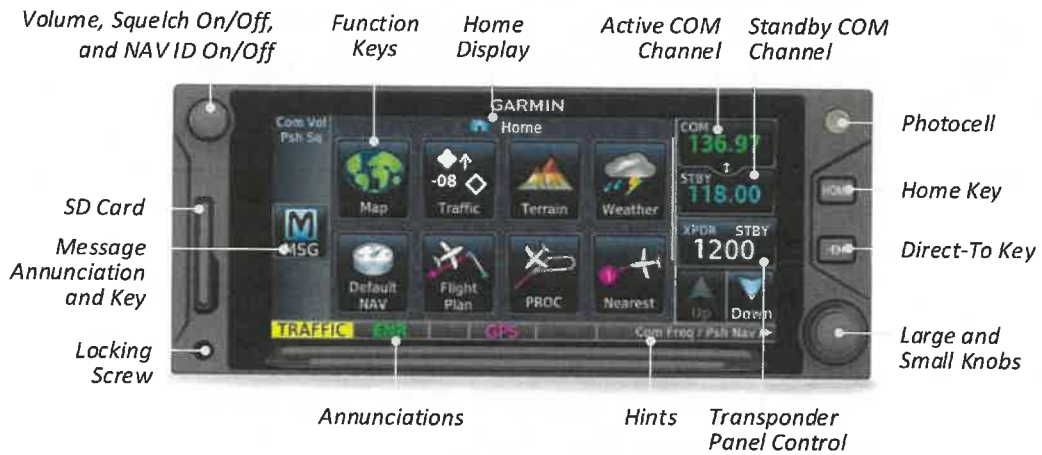 Volume, Squelch On/Off,
and NAV ID On/Off
Function
Keys
Home
Display
Active COM
Channel
Standby COM
Channel
GARMIN
Com Vol
Psh Sq
Home
COM
136.97
STBY
118.00
XPDR STBY
1200
Map
Traffic
-08
Terrain
Weather
MSG
Default
NAV
Flight
Plan
PROC
Nearest
Up
Down
TRAFFIC
ENR
GPS
Com Freq / Psh Nav
HOME
Photocell
Home Key
Direct-To Key
Large and
Small Knobs
SD Card
Message
Annunciation
and Key
Locking
Screw
Annunciations
Hints
Transponder
Panel Control